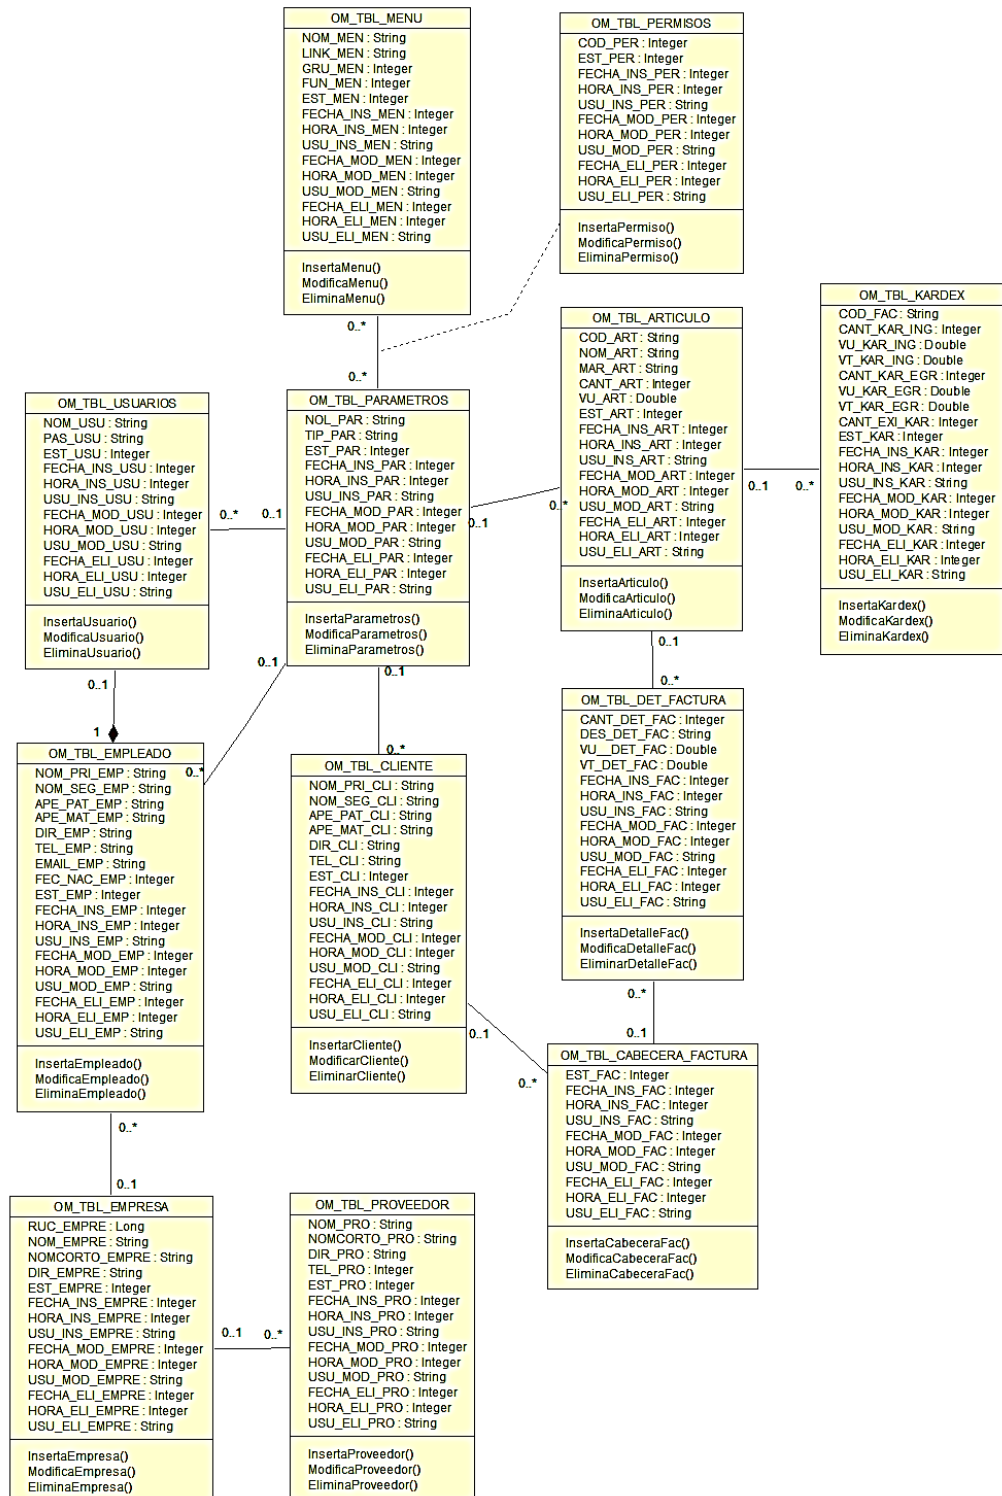 OM_TBL_MENU
NOM_MEN : String
LINK_MEN : String
GRU_MEN : Integer
FUN_MEN : Integer
EST_MEN : Integer
FECHA_INS_MEN : Integer
HORA_INS_MEN : Integer
USU_INS_MEN : String
FECHA_MOD_MEN : Integer
HORA_MOD_MEN : Integer
USU_MOD_MEN : String
FECHA_ELI_MEN : Integer
HORA_ELI_MEN : Integer
USU_ELI_MEN : String
InsertaMenu()
ModificaMenu()
EliminaMenu()
0..*
0..*
OM_TBL_PERMISOS
COD_PER : Integer
EST_PER : Integer
FECHA_INS_PER : Integer
HORA_INS_PER : Integer
USU_INS_PER : String
FECHA_MOD_PER : Integer
HORA_MOD_PER : Integer
USU_MOD_PER : String
FECHA_ELI_PER : Integer
HORA_ELI_PER : Integer
USU_ELI_PER : String
InsertaPermiso()
ModificaPermiso()
EliminaPermiso()
OM_TBL_USUARIOS
NOM_USU : String
PAS_USU : String
EST_USU : Integer
FECHA_INS_USU : Integer
HORA_INS_USU : Integer
USU_INS_USU : String
FECHA_MOD_USU : Integer
HORA_MOD_USU : Integer
USU_MOD_USU : String
FECHA_ELI_USU : Integer
HORA_ELI_USU : Integer
USU_ELI_USU : String
InsertaUsuario()
ModificaUsuario()
EliminaUsuario()
0..*
0..1
0..1
1
OM_TBL_PARAMETROS
NOL_PAR : String
TIP_PAR : String
EST_PAR : Integer
FECHA_INS_PAR : Integer
HORA_INS_PAR : Integer
USU_INS_PAR : String
FECHA_MOD_PAR : Integer
HORA_MOD_PAR : Integer
USU_MOD_PAR : String
FECHA_ELI_PAR : Integer
HORA_ELI_PAR : Integer
USU_ELI_PAR : String
InsertaParametros()
ModificaParametros()
EliminaParametros()
0..1
0..*
0..1
0..*
0..1
0..*
OM_TBL_ARTICULO
COD_ART : String
NOM_ART : String
MAR_ART : String
CANT_ART : Integer
VU_ART : Double
EST_ART : Integer
FECHA_INS_ART : Integer
HORA_INS_ART : Integer
USU_INS_ART : String
FECHA_MOD_ART : Integer
HORA_MOD_ART : Integer
USU_MOD_ART : String
FECHA_ELI_ART : Integer
HORA_ELI_ART : Integer
USU_ELI_ART : String
InsertaArticulo()
ModificaArticulo()
EliminaArticulo()
0..1
0..*
0..1
0..*
OM_TBL_KARDEX
COD_FAC : String
CANT_KAR_ING : Integer
VU_KAR_ING : Double
VT_KAR_ING : Double
CANT_KAR_EGR : Integer
VU_KAR_EGR : Double
VT_KAR_EGR : Double
CANT_EXI_KAR : Integer
EST_KAR : Integer
FECHA_INS_KAR : Integer
HORA_INS_KAR : Integer
USU_INS_KAR : String
FECHA_MOD_KAR : Integer
HORA_MOD_KAR : Integer
USU_MOD_KAR : String
FECHA_ELI_KAR : Integer
HORA_ELI_KAR : Integer
USU_ELI_KAR : String
InsertaKardex()
ModificaKardex()
EliminaKardex()
OM_TBL_EMPLEADO
NOM_PRI_EMP : String
NOM_SEG_EMP : String
APE_PAT_EMP : String
APE_MAT_EMP : String
DIR_EMP : String
TEL_EMP : String
EMAIL_EMP : String
FEC_NAC_EMP : Integer
EST_EMP : Integer
FECHA_INS_EMP : Integer
HORA_INS_EMP : Integer
USU_INS_EMP : String
FECHA_MOD_EMP : Integer
HORA_MOD_EMP : Integer
USU_MOD_EMP : String
FECHA_ELI_EMP : Integer
HORA_ELI_EMP : Integer
USU_ELI_EMP : String
InsertaEmpleado()
ModificaEmpleado()
EliminaEmpleado()
0..*
0..1
OM_TBL_CLIENTE
NOM_PRI_CLI : String
NOM_SEG_CLI : String
APE_PAT_CLI : String
APE_MAT_CLI : String
DIR_CLI : String
TEL_CLI : String
EST_CLI : Integer
FECHA_INS_CLI : Integer
HORA_INS_CLI : Integer
USU_INS_CLI : String
FECHA_MOD_CLI : Integer
HORA_MOD_CLI : Integer
USU_MOD_CLI : String
FECHA_ELI_CLI : Integer
HORA_ELI_CLI : Integer
USU_ELI_CLI : String
InsertarCliente()
ModificarCliente()
EliminarCliente()
0..1
0..*
OM_TBL_DET_FACTURA
CANT_DET_FAC : Integer
DES_DET_FAC : String
VU__DET_FAC : Double
VT_DET_FAC : Double
FECHA_INS_FAC : Integer
HORA_INS_FAC : Integer
USU_INS_FAC : String
FECHA_MOD_FAC : Integer
HORA_MOD_FAC : Integer
USU_MOD_FAC : String
FECHA_ELI_FAC : Integer
HORA_ELI_FAC : Integer
USU_ELI_FAC : String
InsertaDetalleFac()
ModificaDetalleFac()
EliminarDetalleFac()
0..*
0..1
OM_TBL_CABECERA_FACTURA
EST_FAC : Integer
FECHA_INS_FAC : Integer
HORA_INS_FAC : Integer
USU_INS_FAC : String
FECHA_MOD_FAC : Integer
HORA_MOD_FAC : Integer
USU_MOD_FAC : String
FECHA_ELI_FAC : Integer
HORA_ELI_FAC : Integer
USU_ELI_FAC : String
InsertaCabeceraFac()
ModificaCabeceraFac()
EliminaCabeceraFac()
OM_TBL_EMPRESA
RUC_EMPRE : Long
NOM_EMPRE : String
NOMCORTO_EMPRE : String
DIR_EMPRE : String
EST_EMPRE : Integer
FECHA_INS_EMPRE : Integer
HORA_INS_EMPRE : Integer
USU_INS_EMPRE : String
FECHA_MOD_EMPRE : Integer
HORA_MOD_EMPRE : Integer
USU_MOD_EMPRE : String
FECHA_ELI_EMPRE : Integer
HORA_ELI_EMPRE : Integer
USU_ELI_EMPRE : String
InsertaEmpresa()
ModificaEmpresa()
EliminaEmpresa()
0..1
0..*
OM_TBL_PROVEEDOR
NOM_PRO : String
NOMCORTO_PRO : String
DIR_PRO : String
TEL_PRO : Integer
EST_PRO : Integer
FECHA_INS_PRO : Integer
HORA_INS_PRO : Integer
USU_INS_PRO : String
FECHA_MOD_PRO : Integer
HORA_MOD_PRO : Integer
USU_MOD_PRO : String
FECHA_ELI_PRO : Integer
HORA_ELI_PRO : Integer
USU_ELI_PRO : String
InsertaProveedor()
ModificaProveedor()
EliminaProveedor()